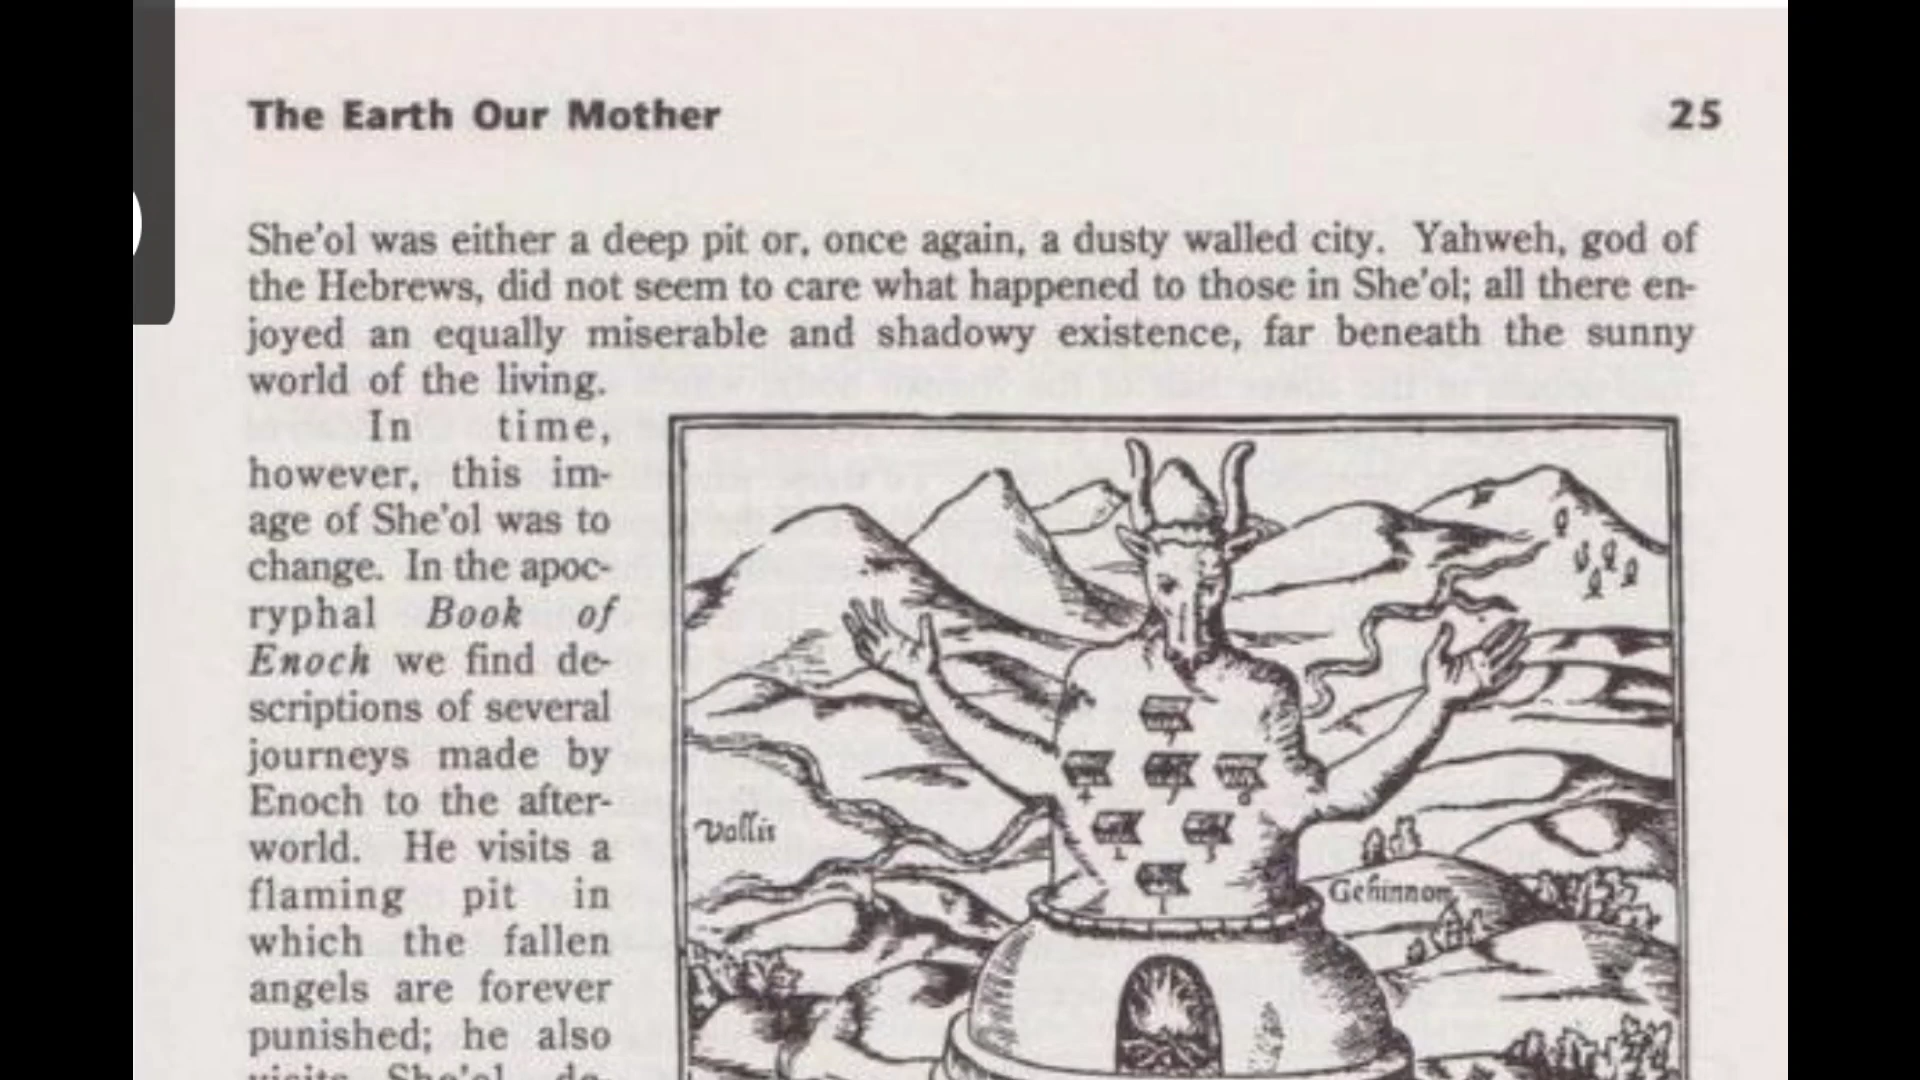 The Earth Our Mother 25
She'ol was either a deep pit or, once again, a dusty walled city. Yahweh, god of
the Hebrews, did not seem to care what happened to those in She'ol; all there en-
joyed an equally miserable and shadowy existence, far beneath the sunny
world of the living.
In time,
however, this im-
age of She'ol was to
change. In the apoc-
ryphal Book of
Enoch we find de-
scriptions of several
journeys made by
Enoch to the after-
world. He visits a
flaming pit in
which the fallen
angels are forever
punished; he also
visits She'ol, de-
Vallis
Gehinnon